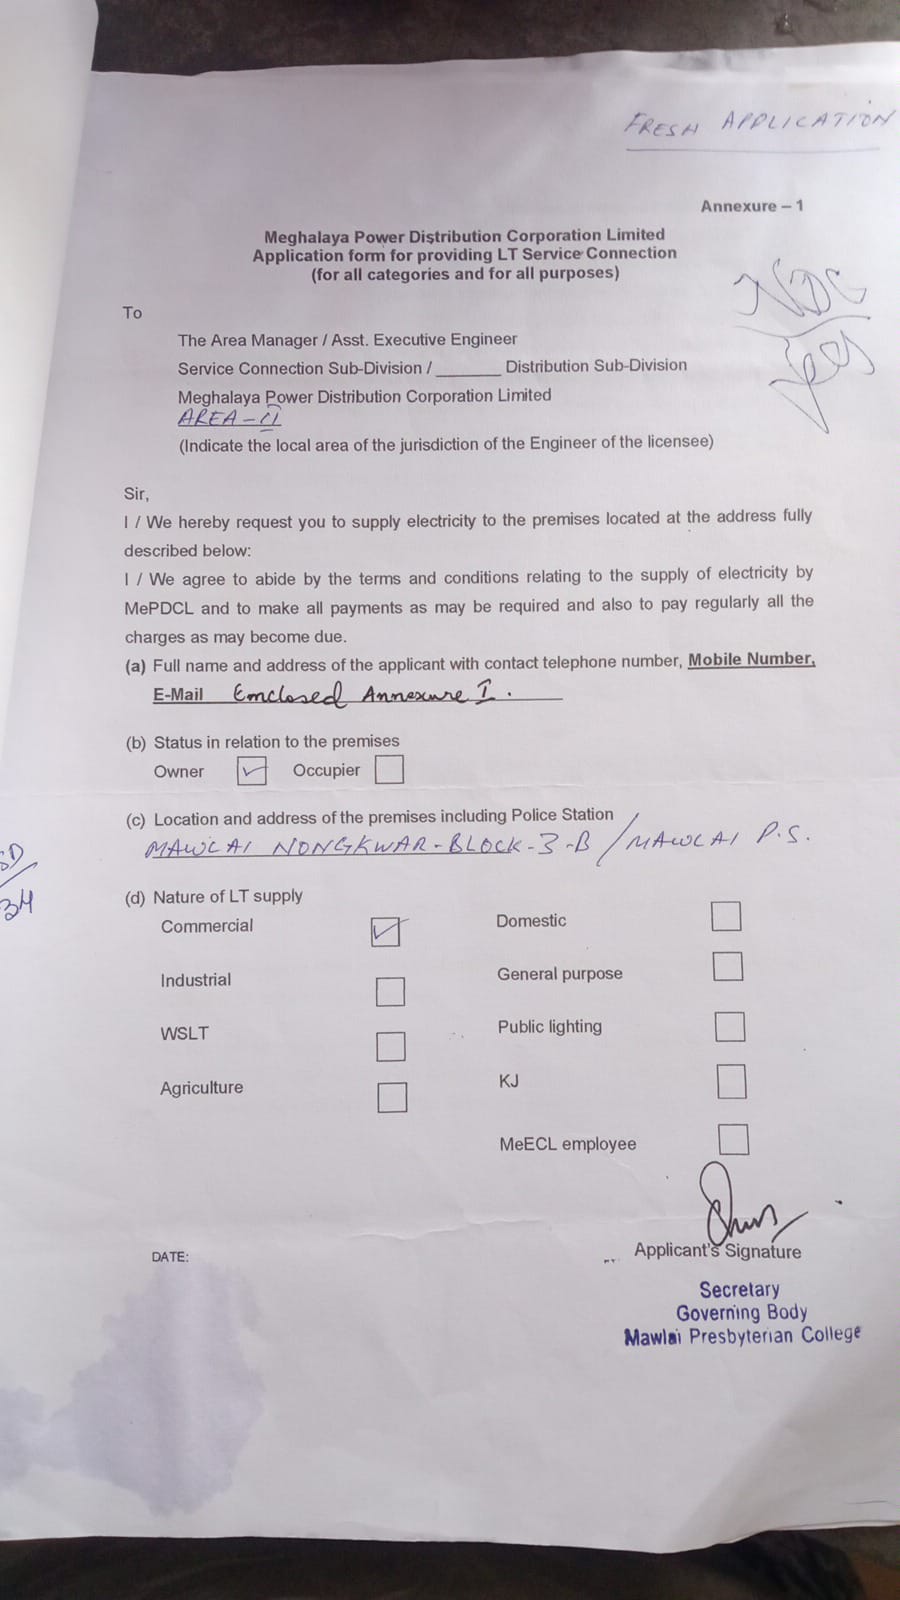 FRESH APPLICATION
Annexure – 1
Meghalaya Power Distribution Corporation Limited
Application form for providing LT Service Connection
(for all categories and for all purposes)
NDC
To
The Area Manager / Asst. Executive Engineer
Service Connection Sub-Division / _______ Distribution Sub-Division
Meghalaya Power Distribution Corporation Limited
AREA-II
(Indicate the local area of the jurisdiction of the Engineer of the licensee)
Sir,
I / We hereby request you to supply electricity to the premises located at the address fully
described below:
I / We agree to abide by the terms and conditions relating to the supply of electricity by
MePDCL and to make all payments as may be required and also to pay regularly all the
charges as may become due.
(a) Full name and address of the applicant with contact telephone number, Mobile Number,
E-Mail Enclosed Annexure I.
(b) Status in relation to the premises
Owner Occupier
(c) Location and address of the premises including Police Station
MAWLAI NONGKWAR-BLOCK-3-B / MAWLAI P.S.
(d) Nature of LT supply
Commercial Domestic
Industrial General purpose
WSLT Public lighting
Agriculture KJ
MeECL employee
Applicant's Signature
DATE:
Secretary
Governing Body
Mawlai Presbyterian College